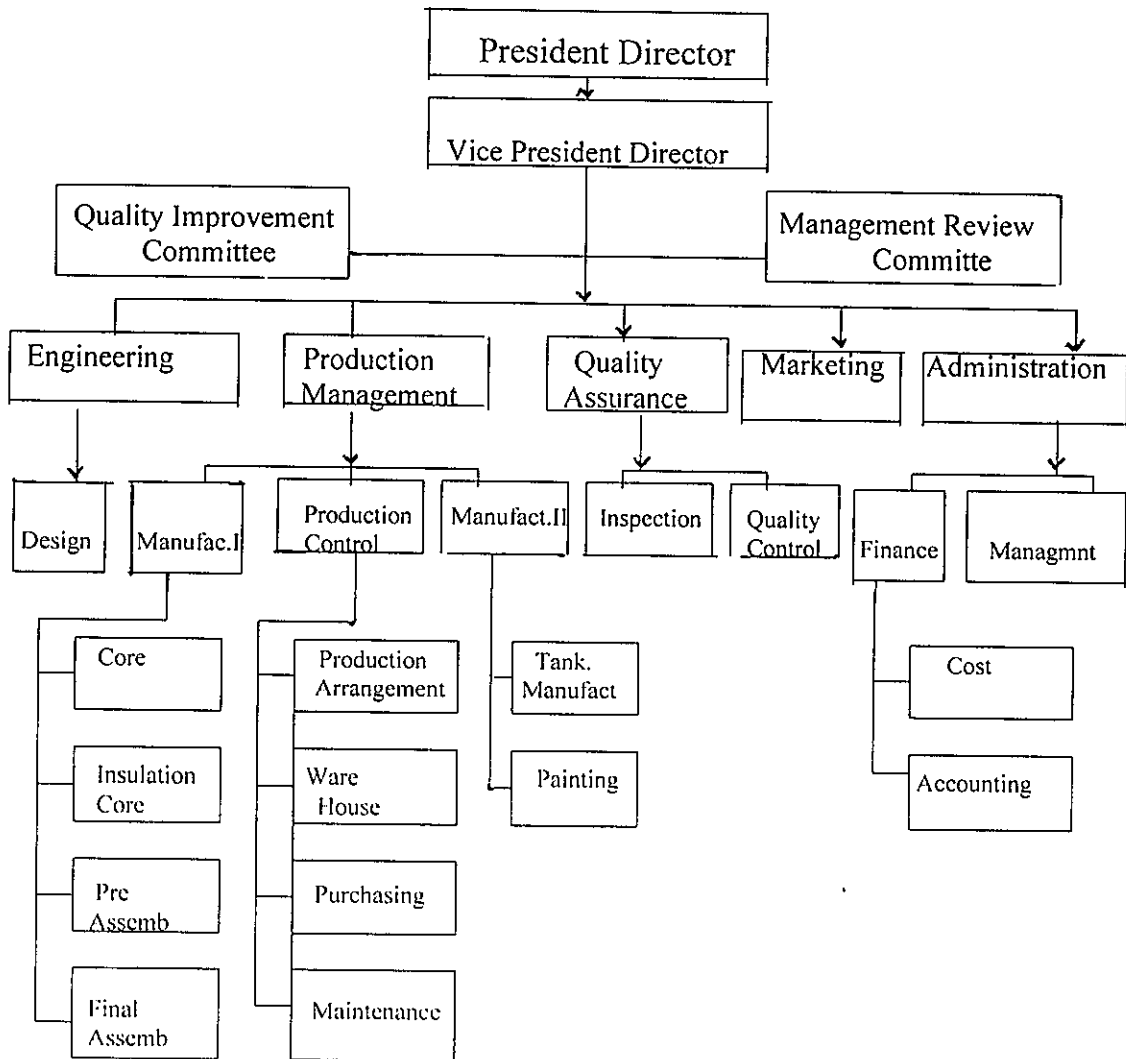 President Director
Vice President Director
Quality Improvement
Committee
Management Review
Committe
Engineering
Production
Management
Quality
Assurance
Marketing
Administration
Design
Manufac.I
Production
Control
Manufact.II
Inspection
Quality
Control
Finance
Managmnt
Core
Insulation
Core
Pre
Assemb
Final
Assemb
Production
Arrangement
Ware
House
Purchasing
Maintenance
Tank.
Manufact
Painting
Cost
Accounting